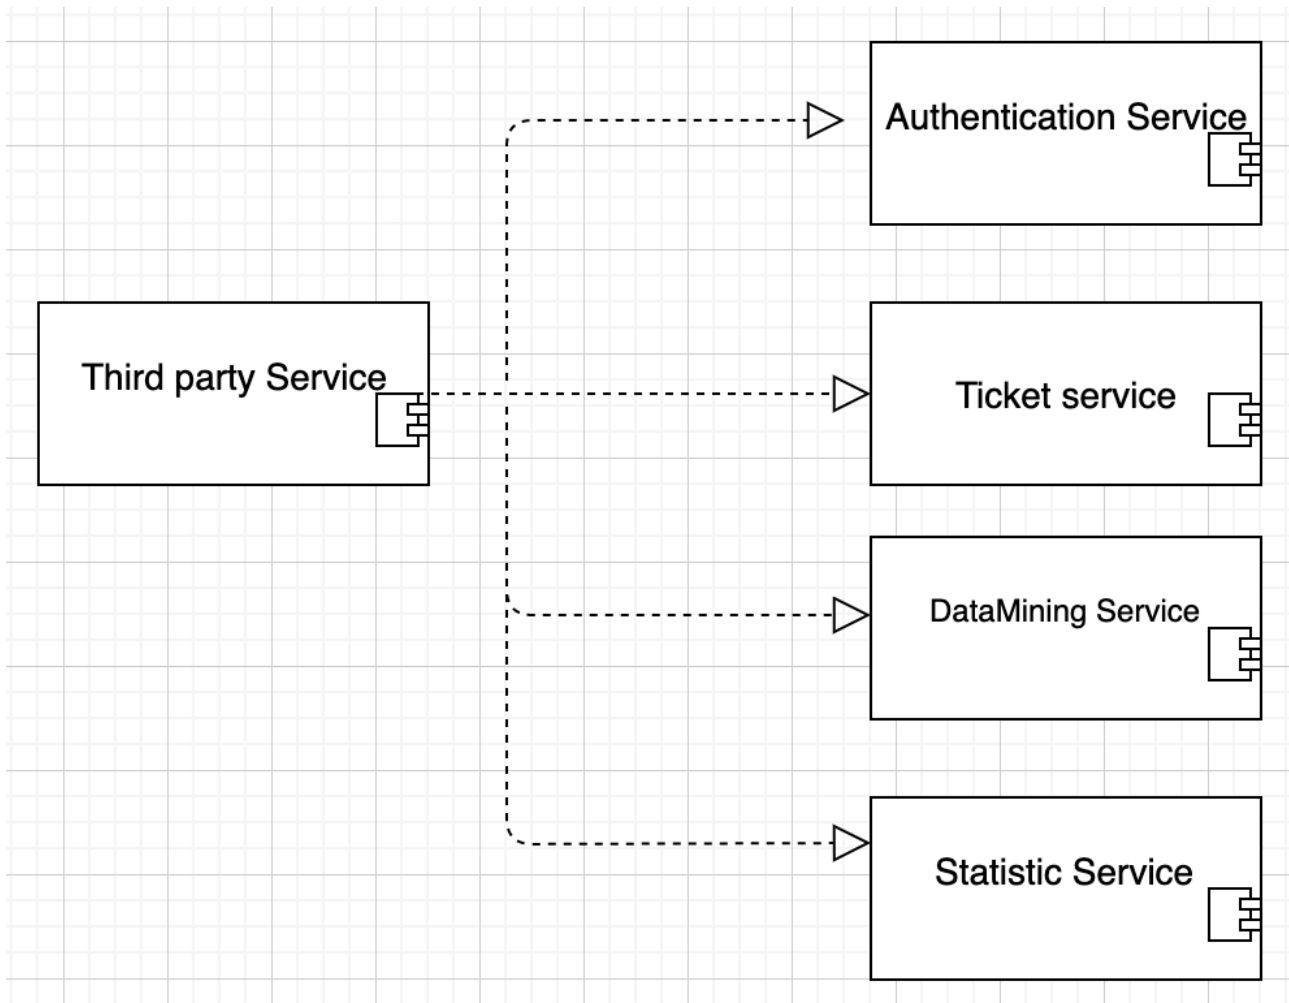 Authentication Service
Third party Service
Ticket service
DataMining Service
Statistic Service